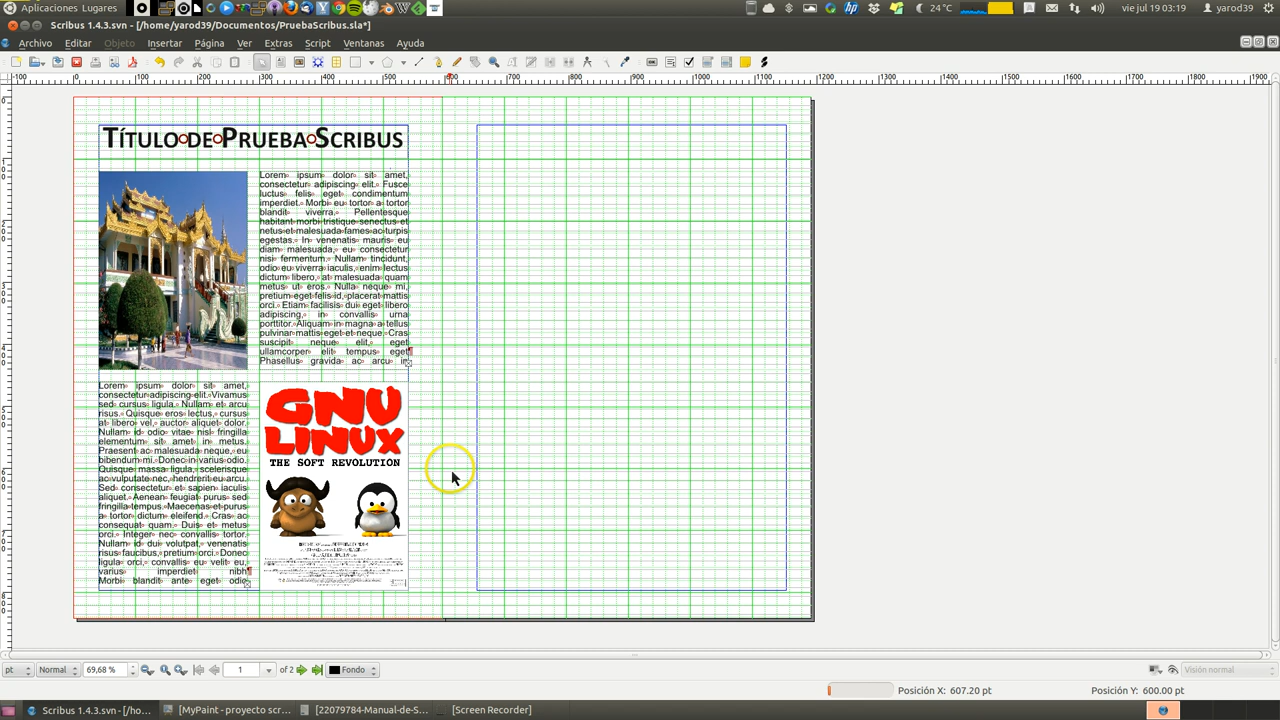 Aplicaciones Lugares
24 °C
vie jul 19 03:19
yarod39
Scribus 1.4.3.svn - [/home/yarod39/Documentos/PruebaScribus.sla*]
Archivo Editar Objeto Insertar Página Ver Extras Script Ventanas Ayuda
Título de Prueba Scribus
Lorem ipsum dolor sit amet,
consectetur adipiscing elit. Fusce
luctus felis eget condimentum
imperdiet. Morbi eu tortor a tortor
blandit viverra. Pellentesque
habitant morbi tristique senectus et
netus et malesuada fames ac turpis
egestas. In venenatis mauris eu
diam malesuada, eu consectetur
nisi fermentum. Nullam tincidunt,
odio eu viverra iaculis, enim lectus
dictum libero, at malesuada quam
metus ut eros. Nulla neque mi,
pretium eget felis id, placerat mattis
orci. Etiam facilisis dui eget libero
adipiscing, in convallis urna
porttitor. Aliquam in magna a tellus
pulvinar mattis eget et neque. Cras
suscipit neque elit, eget
ullamcorper elit tempus eget¶
Phasellus gravida ac arcu in
Lorem ipsum dolor sit amet,
consectetur adipiscing elit. Vivamus
sed cursus ligula. Nullam et arcu
risus. Quisque eros lectus, cursus
at libero vel, auctor aliquet dolor.
Nullam id odio vitae nisl fringilla
elementum sit amet in metus.
Praesent ac malesuada neque, eu
bibendum mi. Donec in varius odio.
Quisque massa ligula, scelerisque
ac vulputate nec, hendrerit eu arcu.
Sed consectetur et sapien iaculis
aliquet. Aenean feugiat purus sed
fringilla tempus. Maecenas et purus
a tortor dictum eleifend. Cras ac
consequat quam. Duis et metus
orci. Integer nec convallis tortor.
Nullam id dui volutpat, venenatis
risus faucibus, pretium orci. Donec
ligula orci, convallis eu velit eu,
varius imperdiet nibh¶
Morbi blandit ante eget odio
GNU
LINUX
THE SOFT REVOLUTION
pt Normal 69,68 % 1 of 2 Fondo Visión normal
Posición X: 607.20 pt Posición Y: 600.00 pt
Scribus 1.4.3.svn - [/ho... [MyPaint - proyecto scr... [22079784-Manual-de-S... [Screen Recorder]